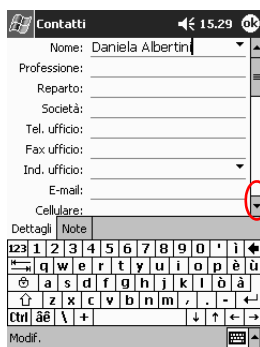 Contatti 15.29 ok
Nome: Daniela Albertini
Professione:
Reparto:
Società:
Tel. ufficio:
Fax ufficio:
Ind. ufficio:
E-mail:
Cellulare:
Dettagli Note
123 1 2 3 4 5 6 7 8 9 0 ' ì
q w e r t y u i o p è ù
a s d f g h j k l ò à
z x c v b n m , . -
Ctrl âê \ + ↓ ↑ ← →
Modif.